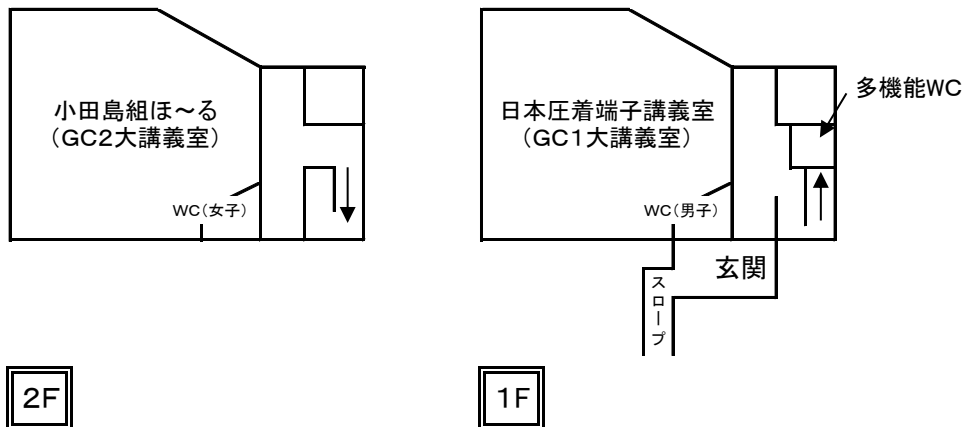 小田島組ほ～る
（GC2大講義室）
WC（女子）
2F
日本圧着端子講義室
（GC1大講義室）
多機能WC
WC（男子）
玄関
スロープ
1F